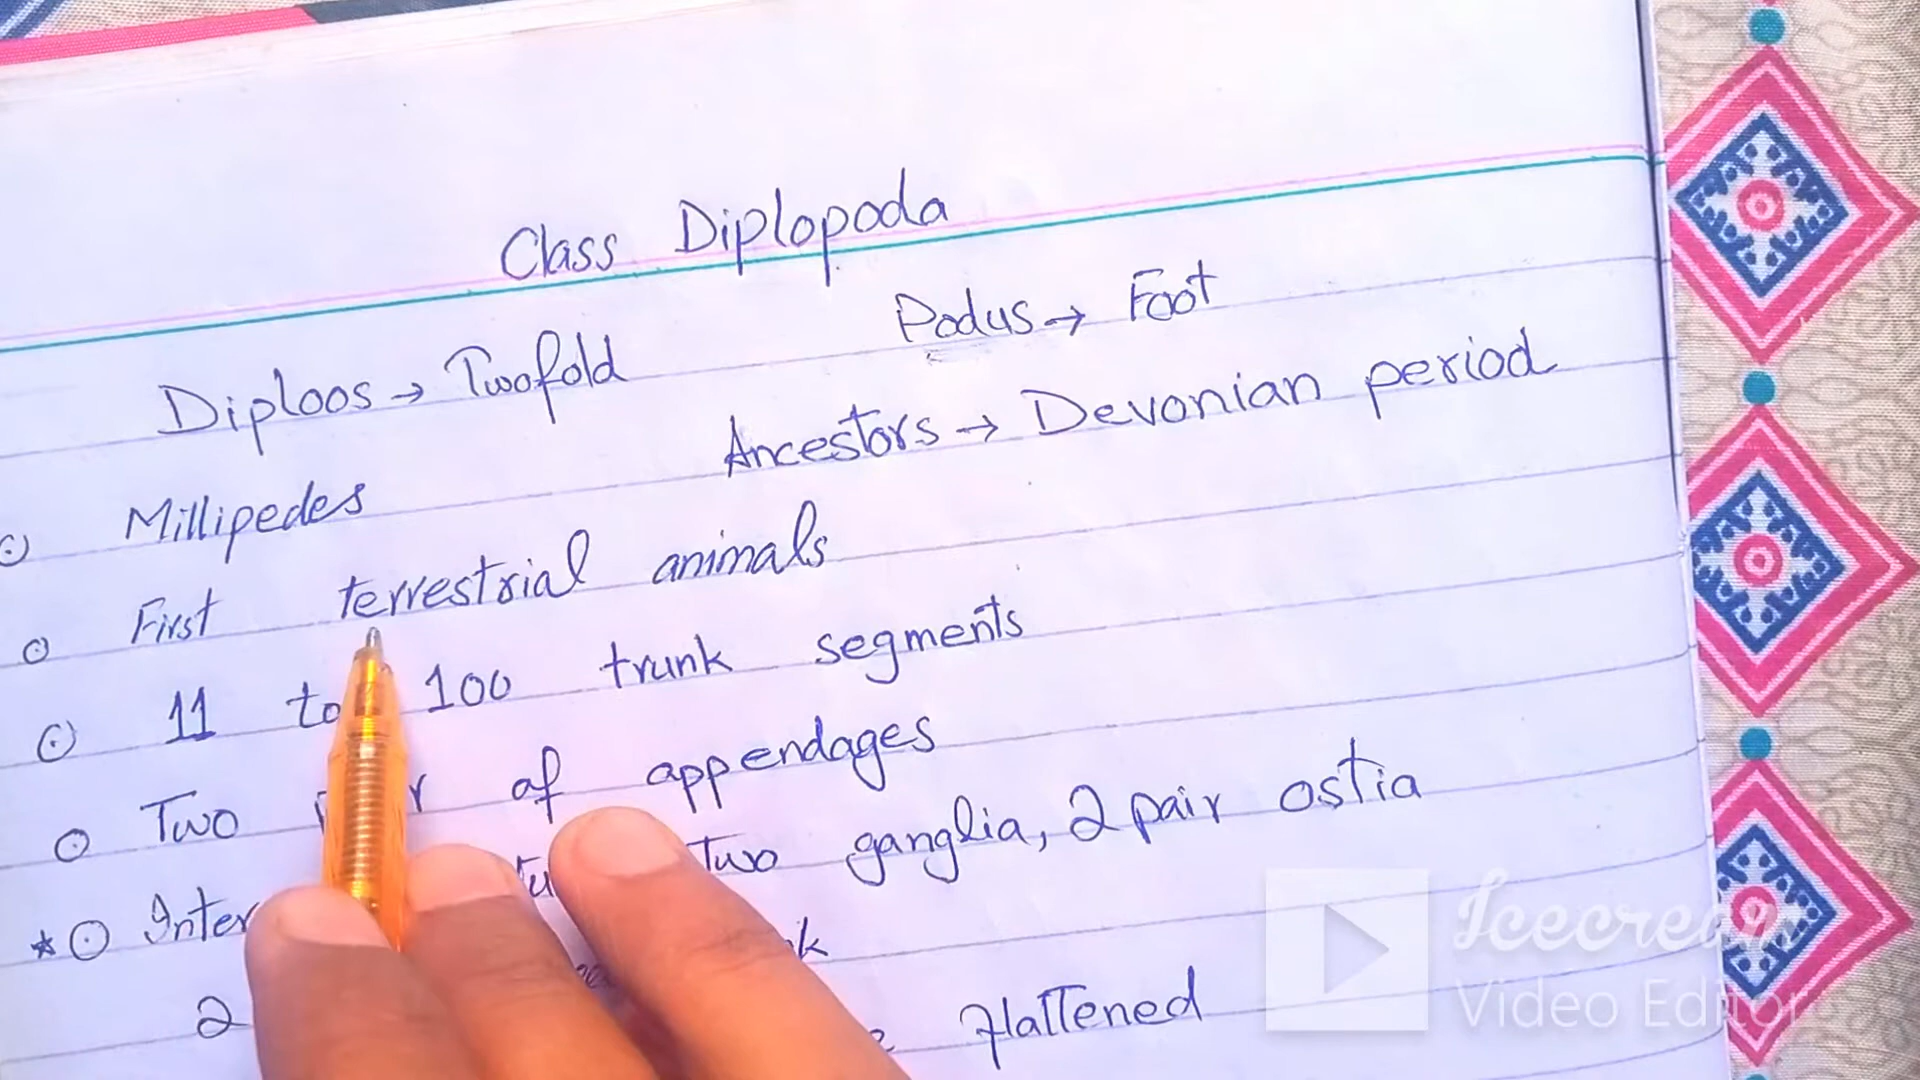 Class Diplopoda
Diploos → Twofold
Podus → Foot
Millipedes
Ancestors → Devonian period
First terrestrial animals
11 to 100 trunk segments
Two of appendages
Two ganglia, 2 pair ostia
2 flattened
Icecream
Video Editor